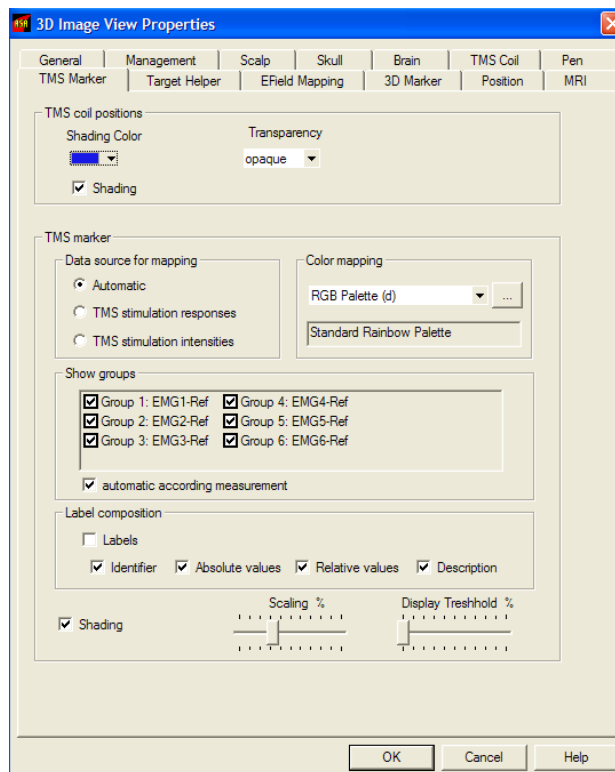 ASA 3D Image View Properties
General Management Scalp Skull Brain TMS Coil Pen
TMS Marker Target Helper EField Mapping 3D Marker Position MRI
TMS coil positions
Shading Color Transparency
opaque
Shading
TMS marker
Data source for mapping Color mapping
Automatic
RGB Palette (d) ...
TMS stimulation responses
Standard Rainbow Palette
TMS stimulation intensities
Show groups
Group 1: EMG1-Ref Group 4: EMG4-Ref
Group 2: EMG2-Ref Group 5: EMG5-Ref
Group 3: EMG3-Ref Group 6: EMG6-Ref
automatic according measurement
Label composition
Labels
Identifier Absolute values Relative values Description
Scaling % Display Treshhold %
Shading
OK Cancel Help